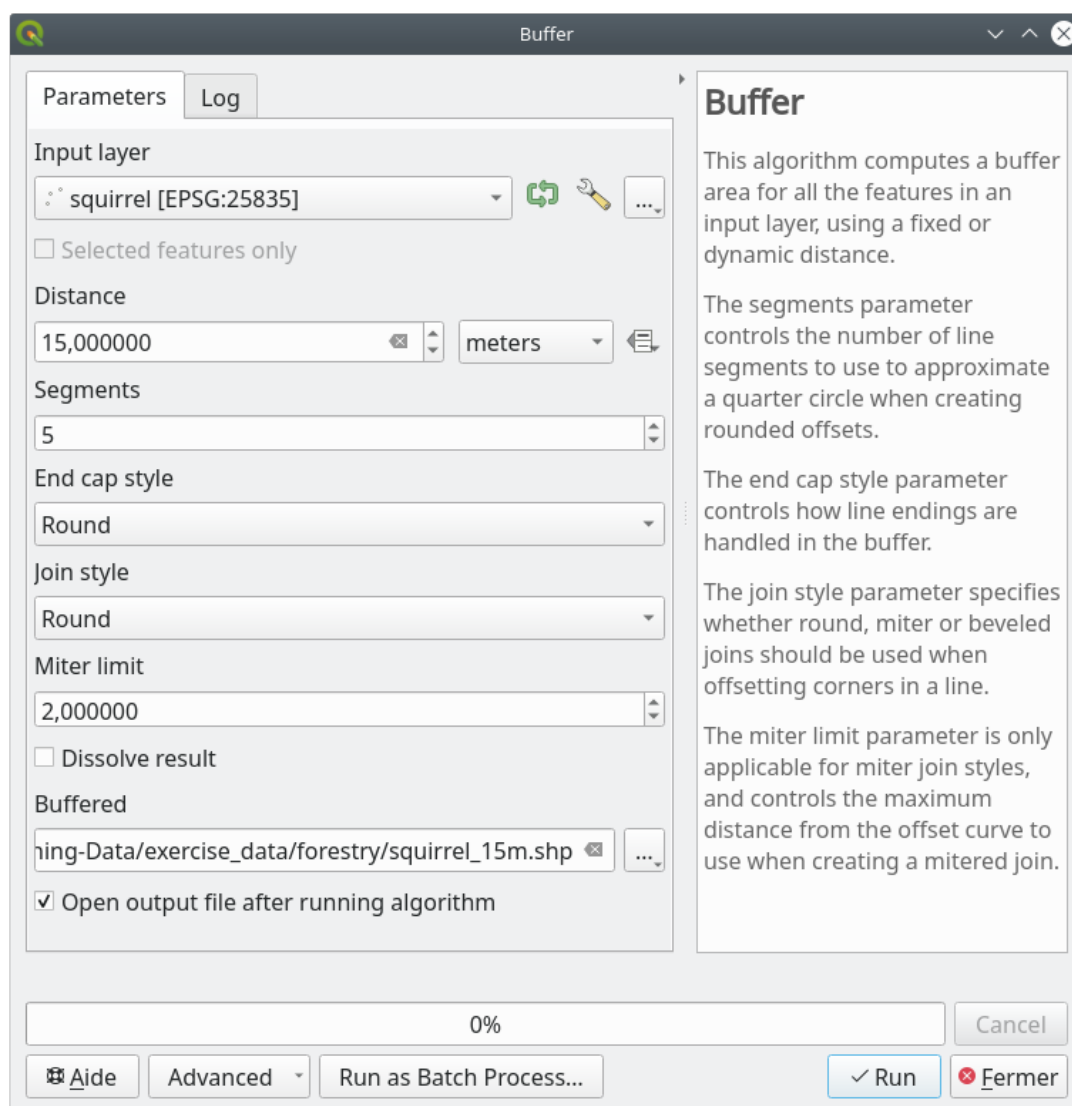 Buffer
Parameters
Log
Input layer
squirrel [EPSG:25835]
...
Selected features only
Distance
15,000000
meters
Segments
5
End cap style
Round
Join style
Round
Miter limit
2,000000
Dissolve result
Buffered
ning-Data/exercise_data/forestry/squirrel_15m.shp
...
Open output file after running algorithm
Buffer
This algorithm computes a buffer
area for all the features in an
input layer, using a fixed or
dynamic distance.
The segments parameter
controls the number of line
segments to use to approximate
a quarter circle when creating
rounded offsets.
The end cap style parameter
controls how line endings are
handled in the buffer.
The join style parameter specifies
whether round, miter or beveled
joins should be used when
offsetting corners in a line.
The miter limit parameter is only
applicable for miter join styles,
and controls the maximum
distance from the offset curve to
use when creating a mitered join.
0%
Cancel
Aide
Advanced
Run as Batch Process...
Run
Fermer